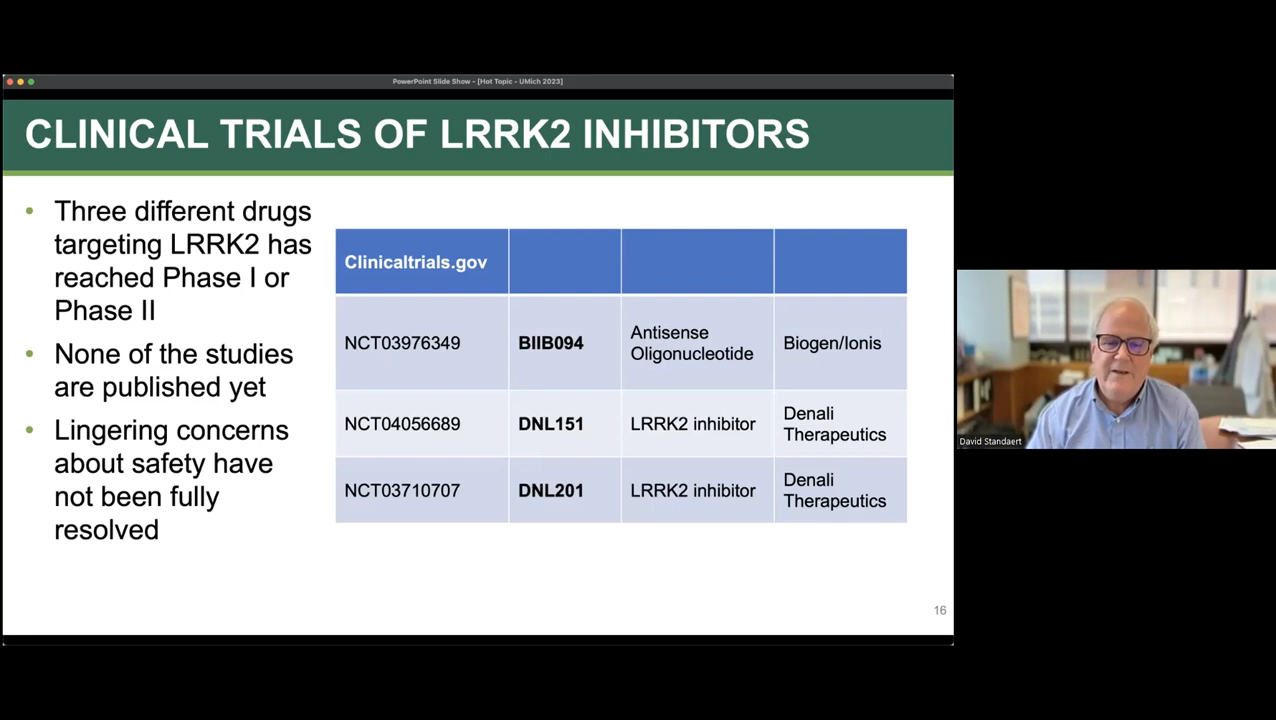 PowerPoint Slide Show - [Hot Topic - UMich 2023]
CLINICAL TRIALS OF LRRK2 INHIBITORS
• Three different drugs
targeting LRRK2 has
reached Phase I or
Phase II
• None of the studies
are published yet
• Lingering concerns
about safety have
not been fully
resolved
Clinicaltrials.gov
NCT03976349
BIIB094
Antisense
Oligonucleotide
Biogen/Ionis
NCT04056689
DNL151
LRRK2 inhibitor
Denali
Therapeutics
NCT03710707
DNL201
LRRK2 inhibitor
Denali
Therapeutics
16
David Standaert